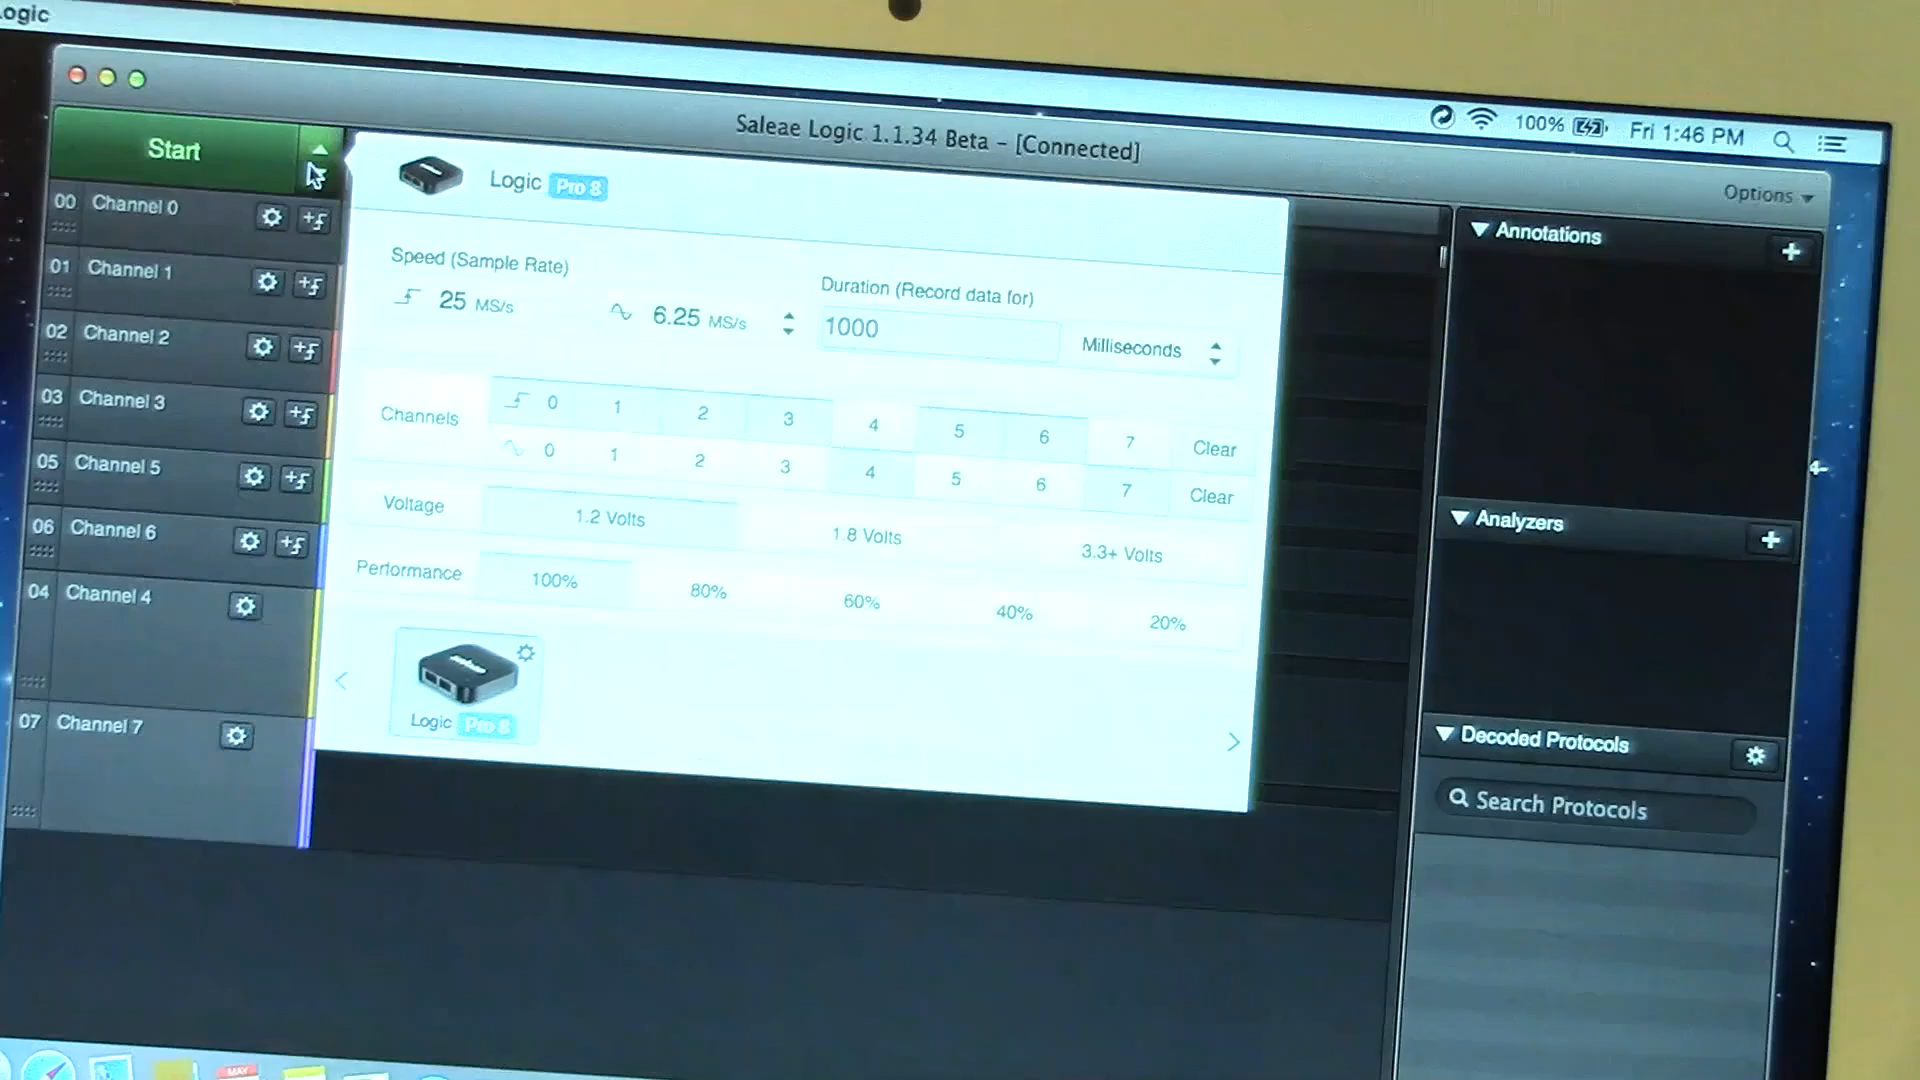 Logic
100%
Fri 1:46 PM
Saleae Logic 1.1.34 Beta – [Connected]
Options
Start
Logic Pro 8
00 Channel 0
01 Channel 1
02 Channel 2
03 Channel 3
05 Channel 5
06 Channel 6
04 Channel 4
07 Channel 7
Speed (Sample Rate)
25 MS/s
6.25 MS/s
Duration (Record data for)
1000
Milliseconds
Channels
0 1 2 3 4 5 6 7 Clear
0 1 2 3 4 5 6 7 Clear
Voltage
1.2 Volts
1.8 Volts
3.3+ Volts
Performance
100%
80%
60%
40%
20%
Logic Pro 8
Annotations
Analyzers
Decoded Protocols
Search Protocols
MAY